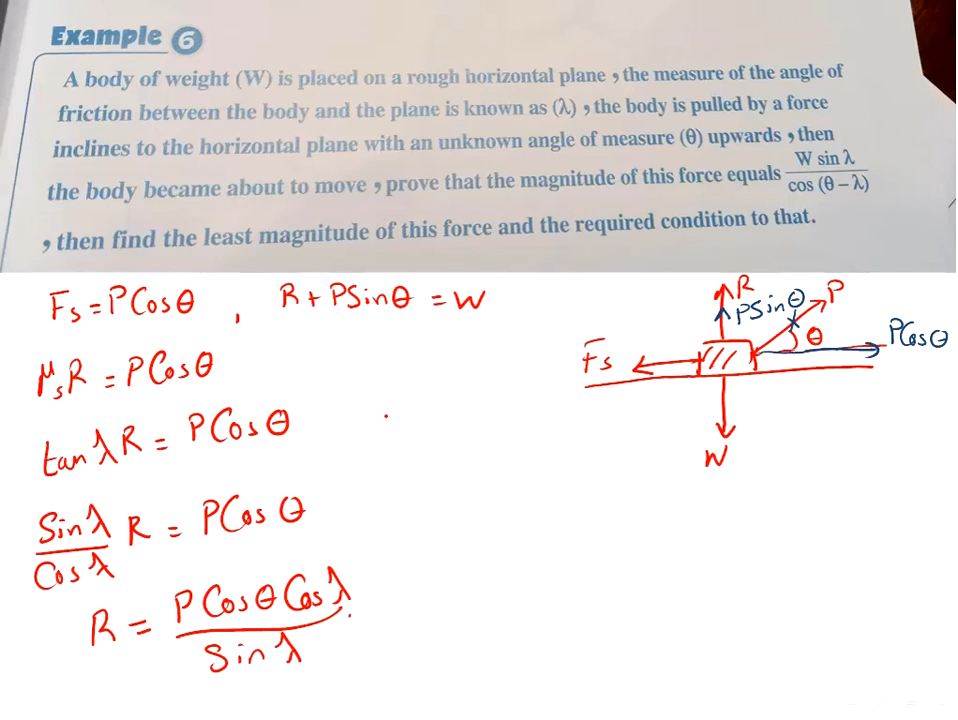 Example 6
A body of weight (W) is placed on a rough horizontal plane , the measure of the angle of
friction between the body and the plane is known as (λ) , the body is pulled by a force
inclines to the horizontal plane with an unknown angle of measure (θ) upwards , then
the body became about to move , prove that the magnitude of this force equals W sin λ / cos (θ – λ)
, then find the least magnitude of this force and the required condition to that.
Fs = P Cos θ , R + P Sin θ = W
μs R = P Cos θ
tan λ R = P Cos θ
Sin λ / Cos λ R = P Cos θ
R = P Cos θ Cos λ / Sin λ
R
P Sin θ
P
θ
P Cos θ
Fs
W